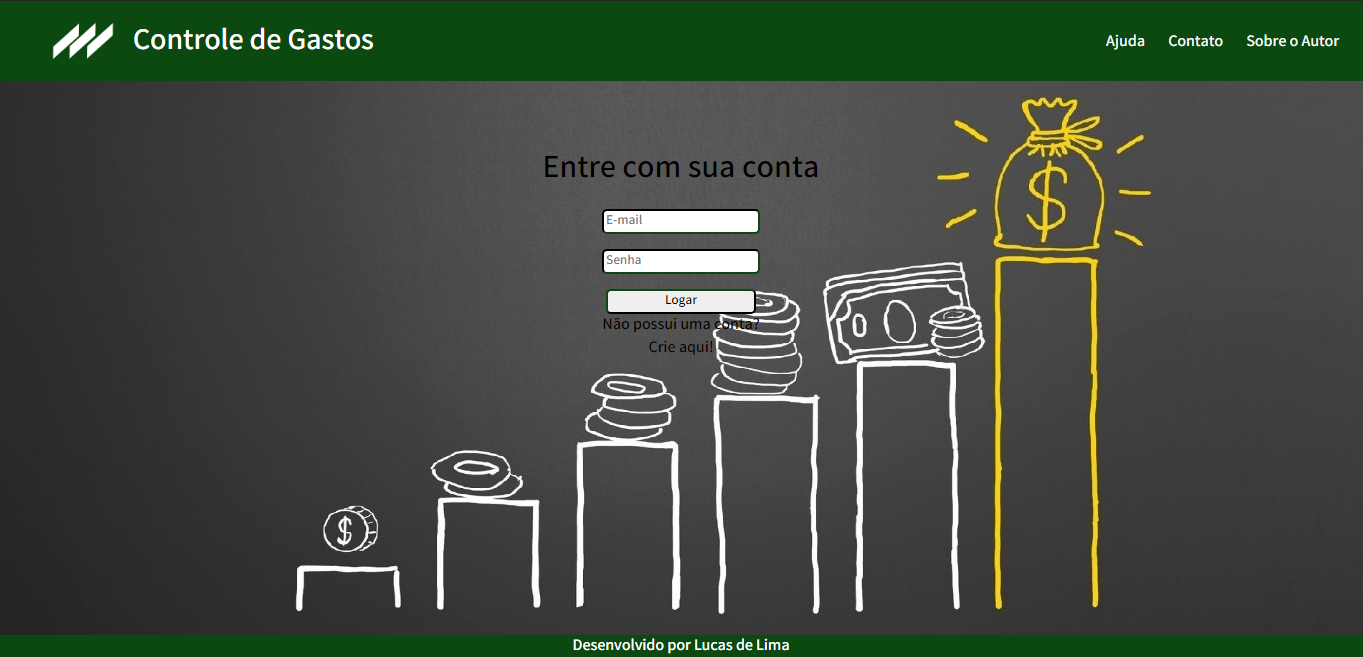 Controle de Gastos
Ajuda Contato Sobre o Autor
Entre com sua conta
E-mail
Senha
Logar
Não possui uma conta?
Crie aqui!
$
$
Desenvolvido por Lucas de Lima